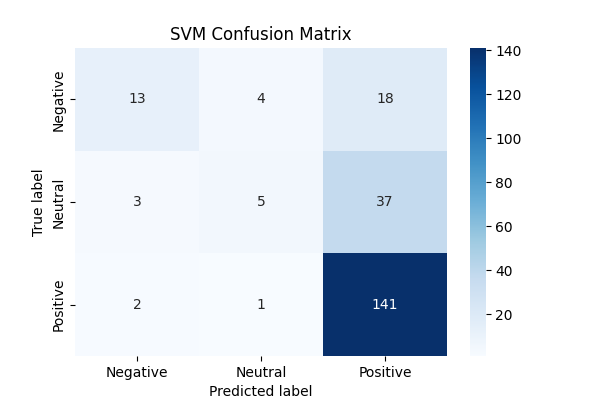 SVM Confusion Matrix
Negative
13 4 18
Neutral
3 5 37
Positive
2 1 141
True label
Negative Neutral Positive
Predicted label
140
120
100
80
60
40
20